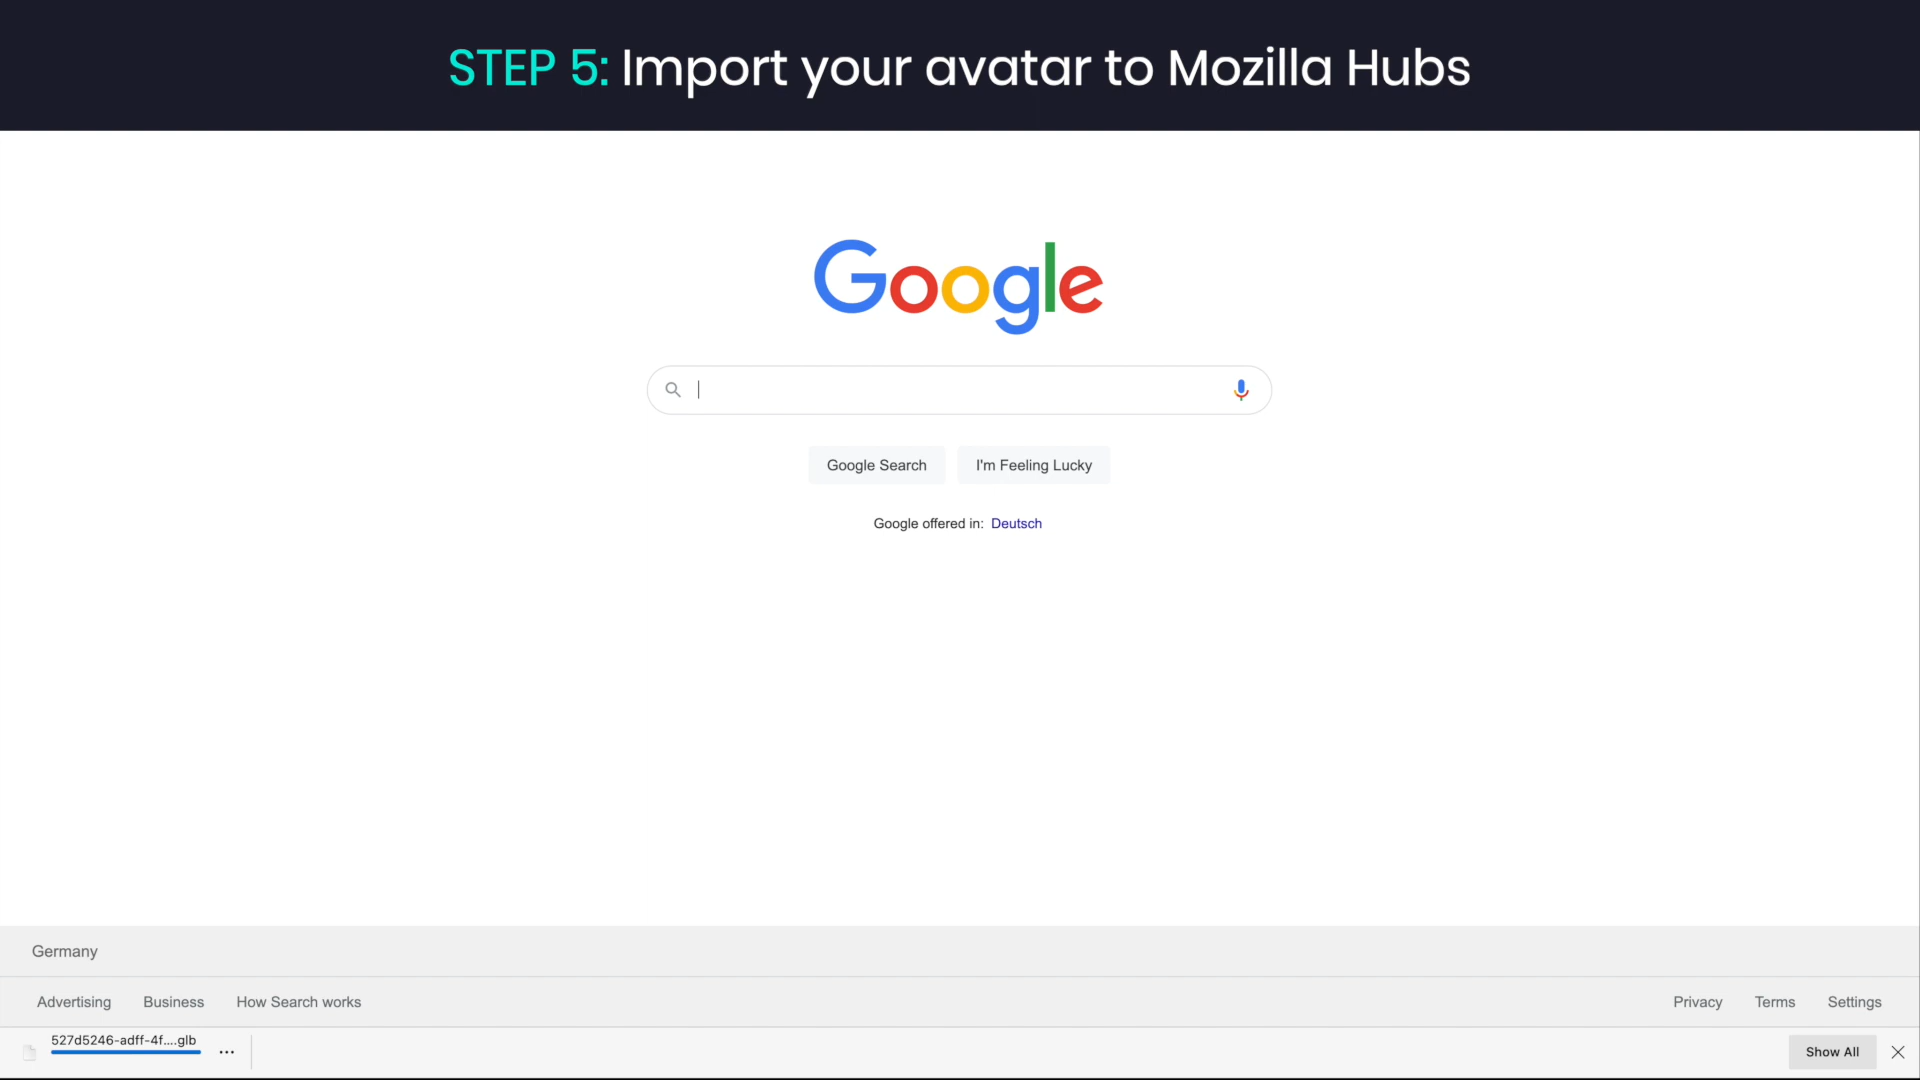 STEP 5: Import your avatar to Mozilla Hubs
Google
Google Search
I'm Feeling Lucky
Google offered in: Deutsch
Germany
Advertising Business How Search works
Privacy Terms Settings
527d5246-adff-4f....glb
Show All